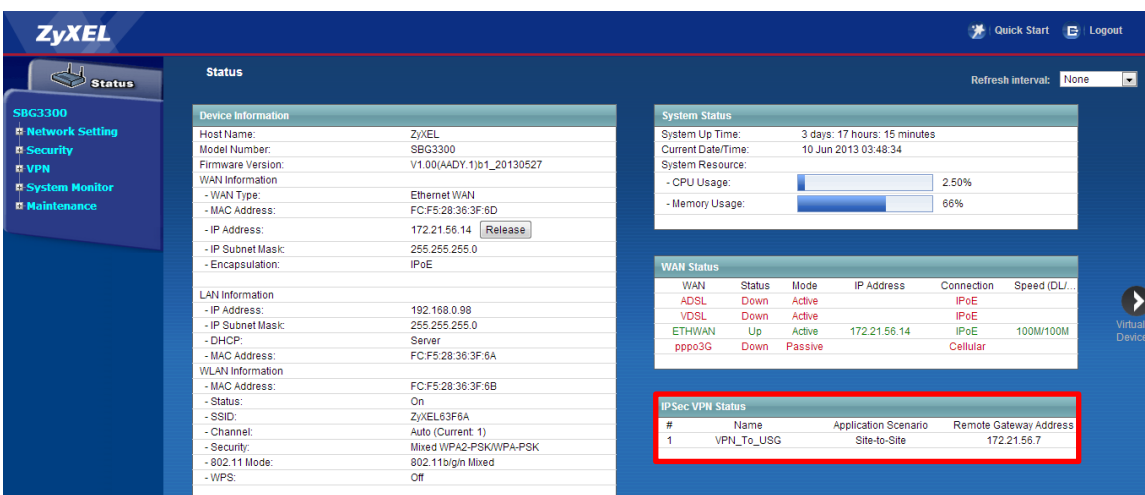 ZyXEL
Quick Start | Logout
Status
Status
Refresh interval: None
SBG3300
Network Setting
Security
VPN
System Monitor
Maintenance
Device Information
Host Name: ZyXEL
Model Number: SBG3300
Firmware Version: V1.00(AADY.1)b1_20130527
WAN Information
- WAN Type: Ethernet WAN
- MAC Address: FC:F5:28:36:3F:6D
- IP Address: 172.21.56.14 Release
- IP Subnet Mask: 255.255.255.0
- Encapsulation: IPoE
LAN Information
- IP Address: 192.168.0.98
- IP Subnet Mask: 255.255.255.0
- DHCP: Server
- MAC Address: FC:F5:28:36:3F:6A
WLAN Information
- MAC Address: FC:F5:28:36:3F:6B
- Status: On
- SSID: ZyXEL63F6A
- Channel: Auto (Current: 1)
- Security: Mixed WPA2-PSK/WPA-PSK
- 802.11 Mode: 802.11b/g/n Mixed
- WPS: Off
System Status
System Up Time: 3 days: 17 hours: 15 minutes
Current Date/Time: 10 Jun 2013 03:48:34
System Resource:
- CPU Usage: 2.50%
- Memory Usage: 66%
WAN Status
WAN Status Mode IP Address Connection Speed (DL/...
ADSL Down Active IPoE
VDSL Down Active IPoE
ETHWAN Up Active 172.21.56.14 IPoE 100M/100M
pppo3G Down Passive Cellular
Virtual
Device
IPSec VPN Status
# Name Application Scenario Remote Gateway Address
1 VPN_To_USG Site-to-Site 172.21.56.7